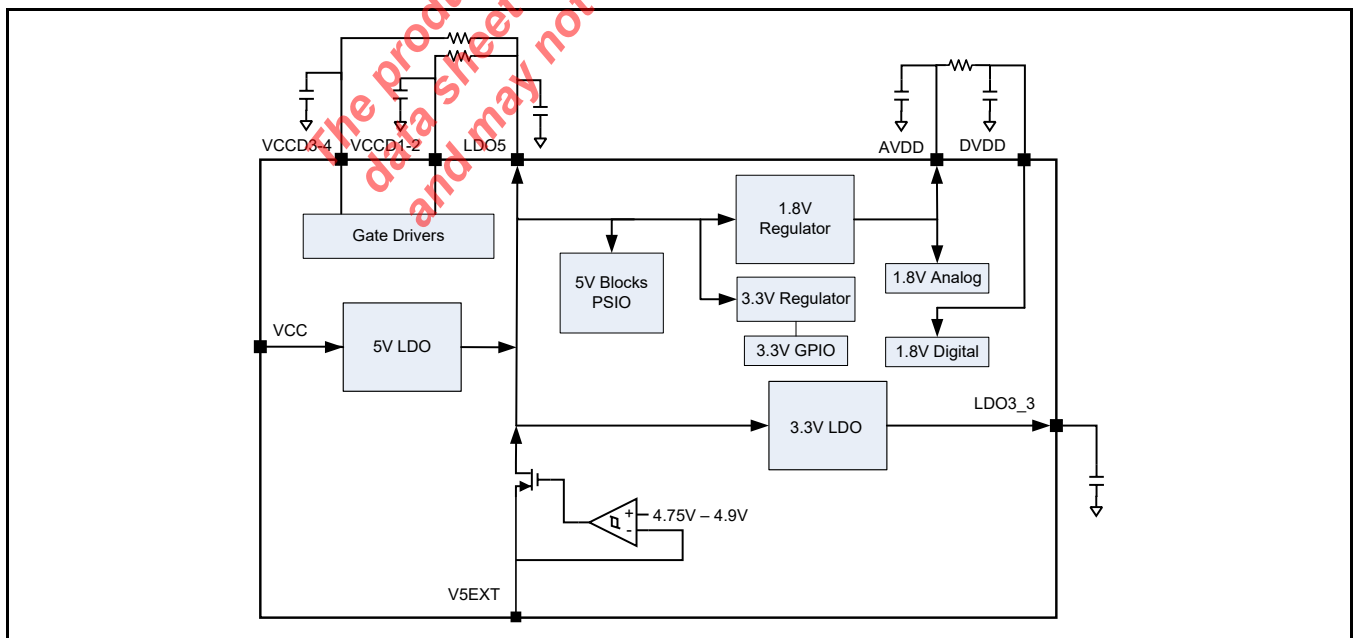 The produ
data sheet
and may not
VCCD3-4
VCCD1-2
LDO5
AVDD
DVDD
Gate Drivers
1.8V
Regulator
5V Blocks
PSIO
3.3V Regulator
1.8V Analog
VCC
5V LDO
3.3V GPIO
1.8V Digital
LDO3_3
3.3V LDO
+
-
4.75V – 4.9V
V5EXT